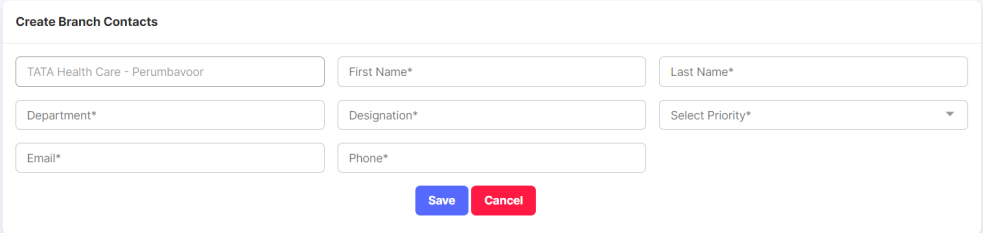 Create Branch Contacts
TATA Health Care - Perumbavoor
First Name*
Last Name*
Department*
Designation*
Select Priority*
Email*
Phone*
Save
Cancel